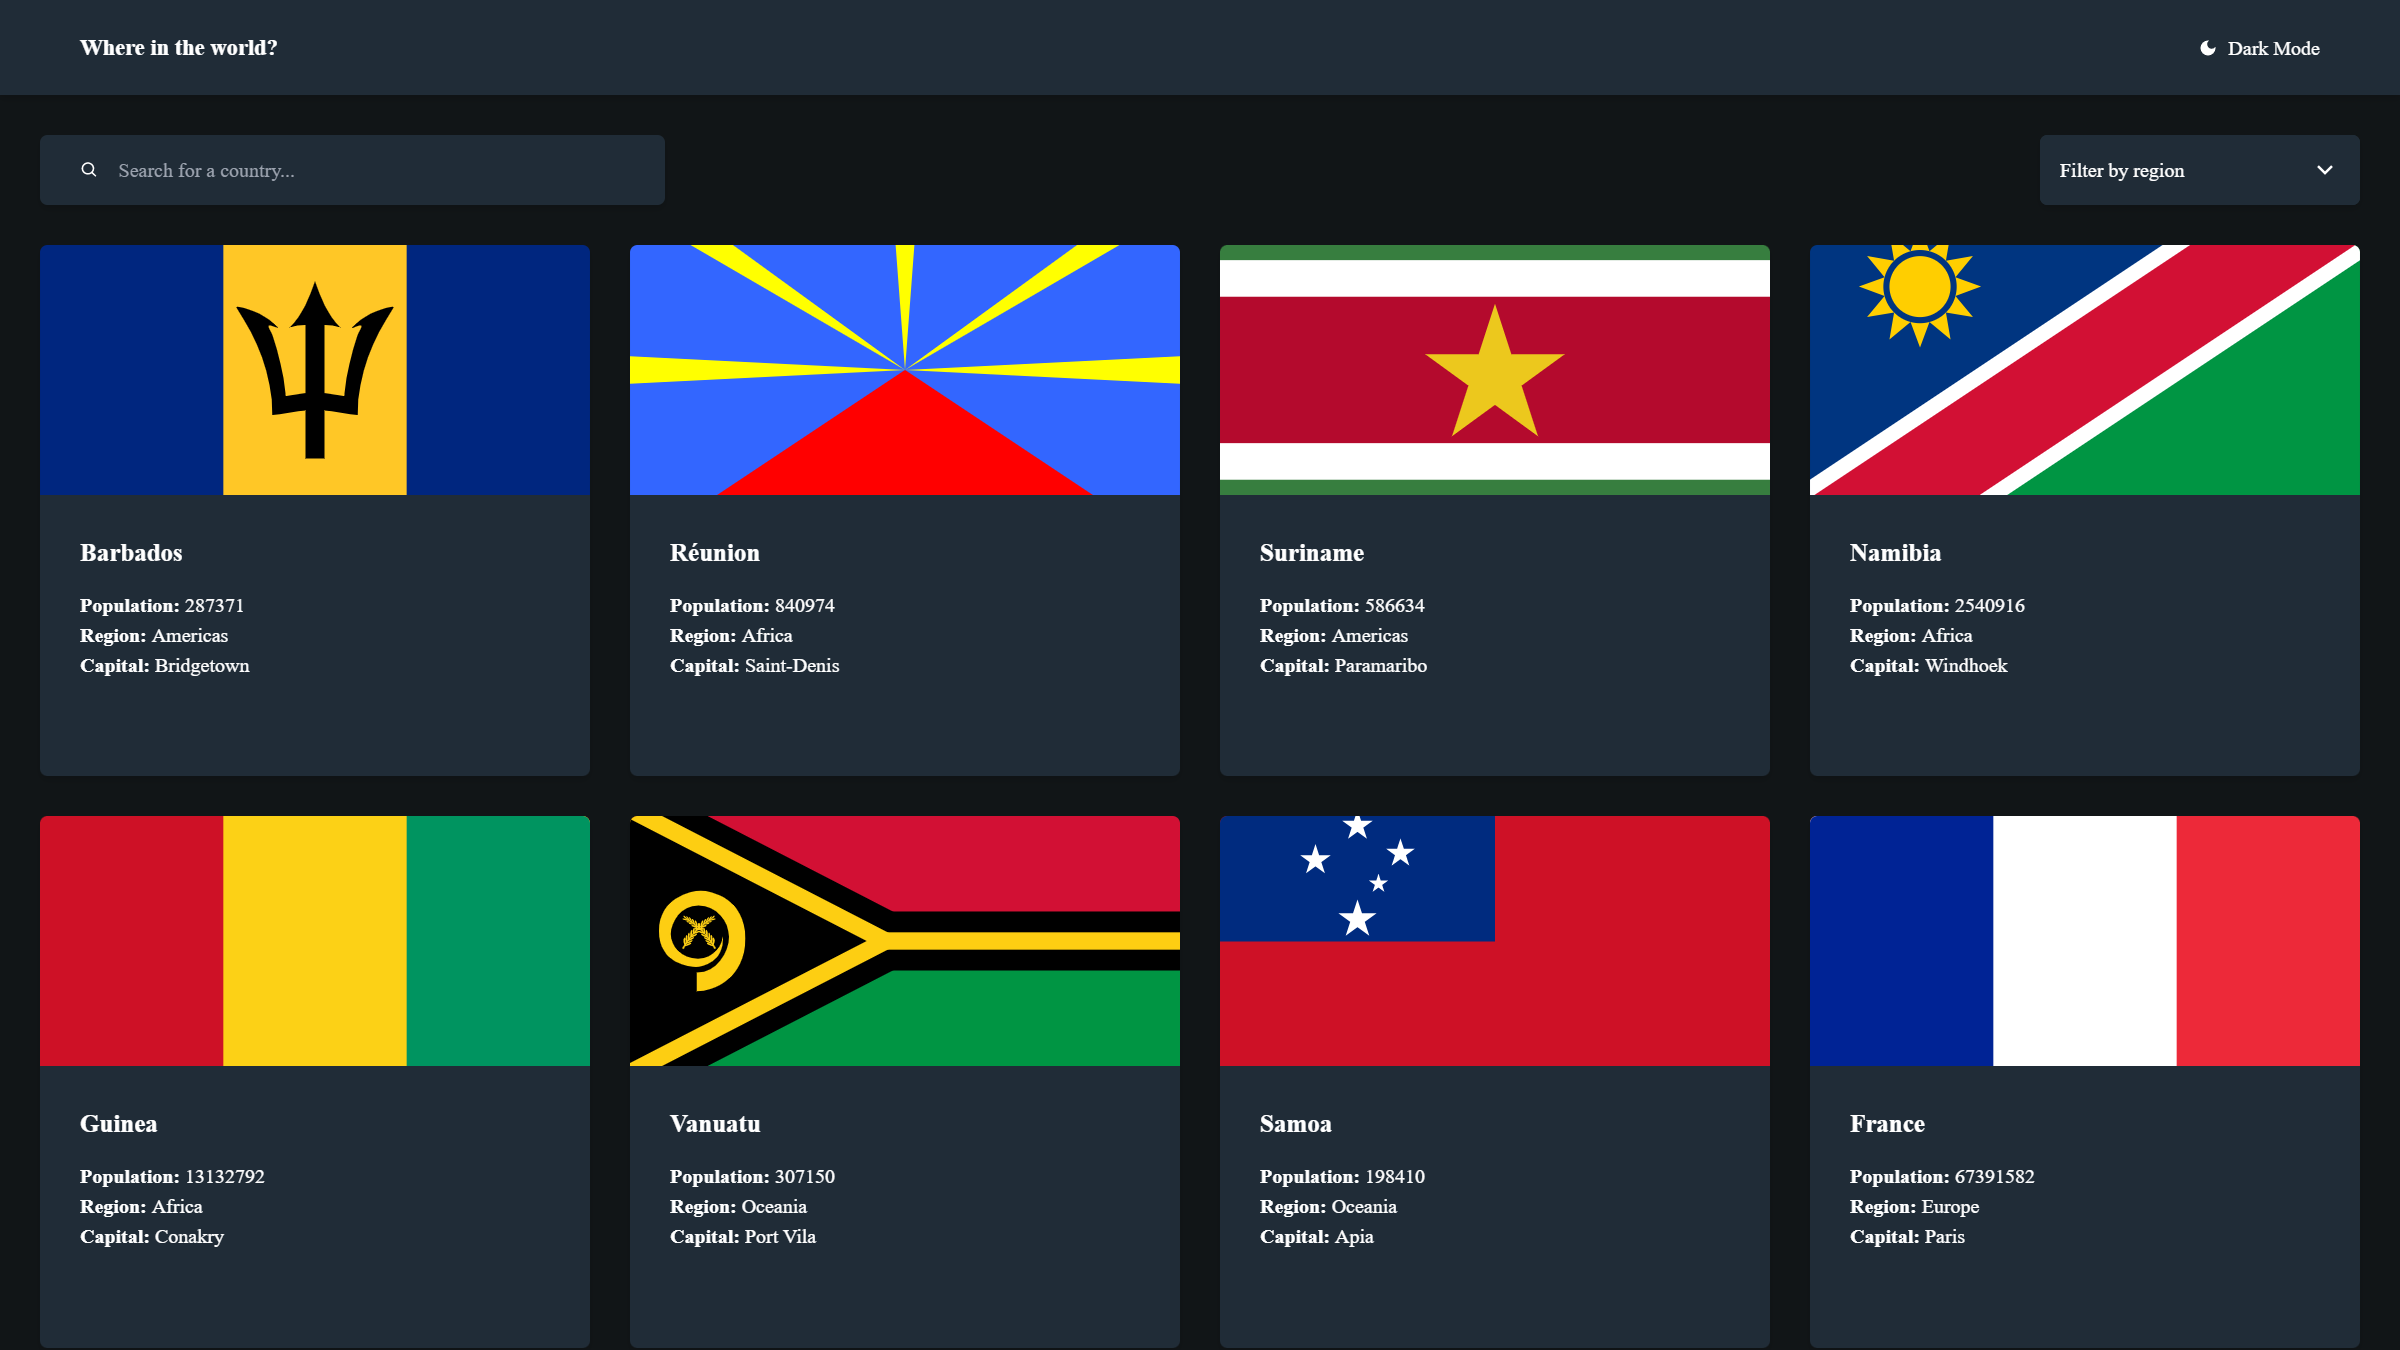 Where in the world?
Dark Mode
Search for a country...
Filter by region
Barbados
Population: 287371
Region: Americas
Capital: Bridgetown
Réunion
Population: 840974
Region: Africa
Capital: Saint-Denis
Suriname
Population: 586634
Region: Americas
Capital: Paramaribo
Namibia
Population: 2540916
Region: Africa
Capital: Windhoek
Guinea
Population: 13132792
Region: Africa
Capital: Conakry
Vanuatu
Population: 307150
Region: Oceania
Capital: Port Vila
Samoa
Population: 198410
Region: Oceania
Capital: Apia
France
Population: 67391582
Region: Europe
Capital: Paris